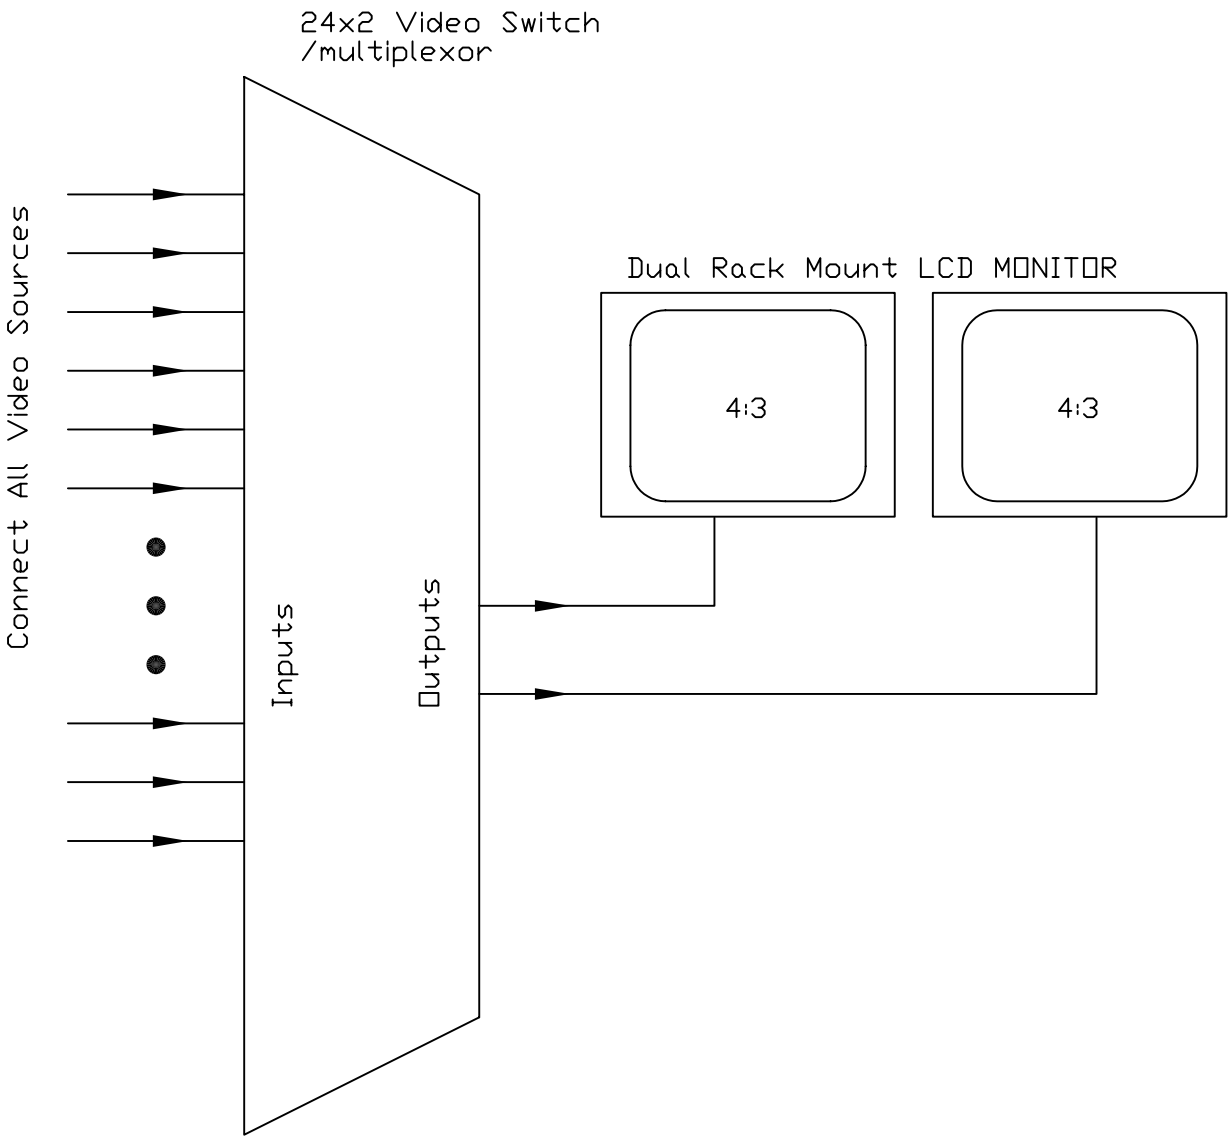 24x2 Video Switch
/multiplexor
Connect All Video Sources
Dual Rack Mount LCD MONITOR
4:3
4:3
Inputs
Outputs